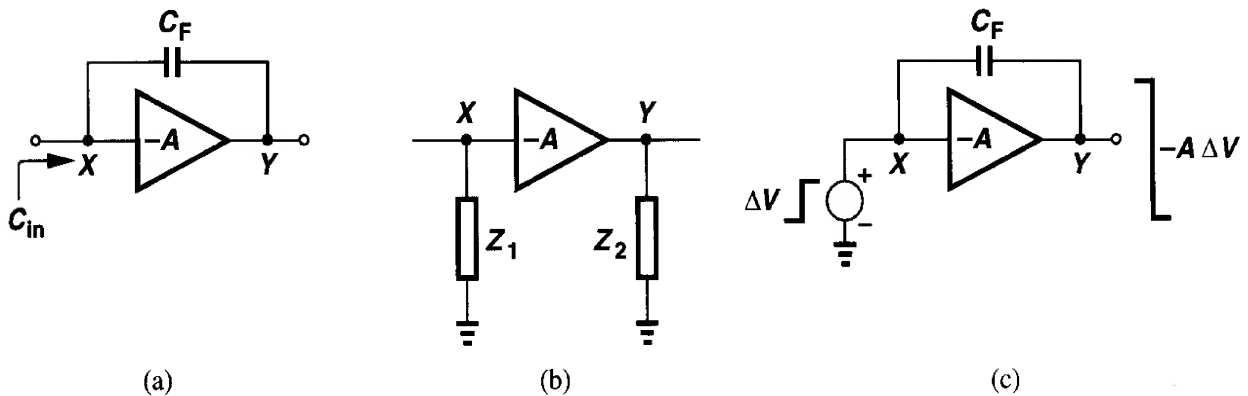 C_F
−A
X
Y
C_in
(a)
X
Y
−A
Z_1
Z_2
(b)
C_F
−A
X
Y
−A ΔV
ΔV
+
−
(c)